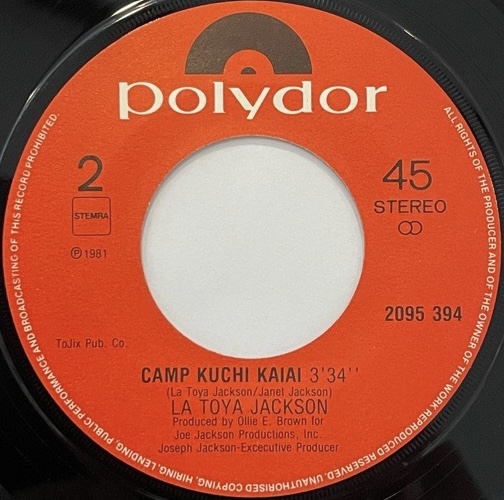 polydor
2
45
STEMRA
STEREO
℗ 1981
2095 394
ToJix Pub. Co.
CAMP KUCHI KAIAI 3'34''
(La Toya Jackson/Janet Jackson)
LA TOYA JACKSON
Produced by Ollie E. Brown for
Joe Jackson Productions, Inc.
Joseph Jackson-Excecutive Producer
ALL RIGHTS OF THE PRODUCER AND OF THE OWNER OF THE WORK REPRODUCED RESERVED. UNAUTHORISED COPYING, HIRING, LENDING, PUBLIC PERFORMANCE AND BROADCASTING OF THIS RECORD PROHIBITED.